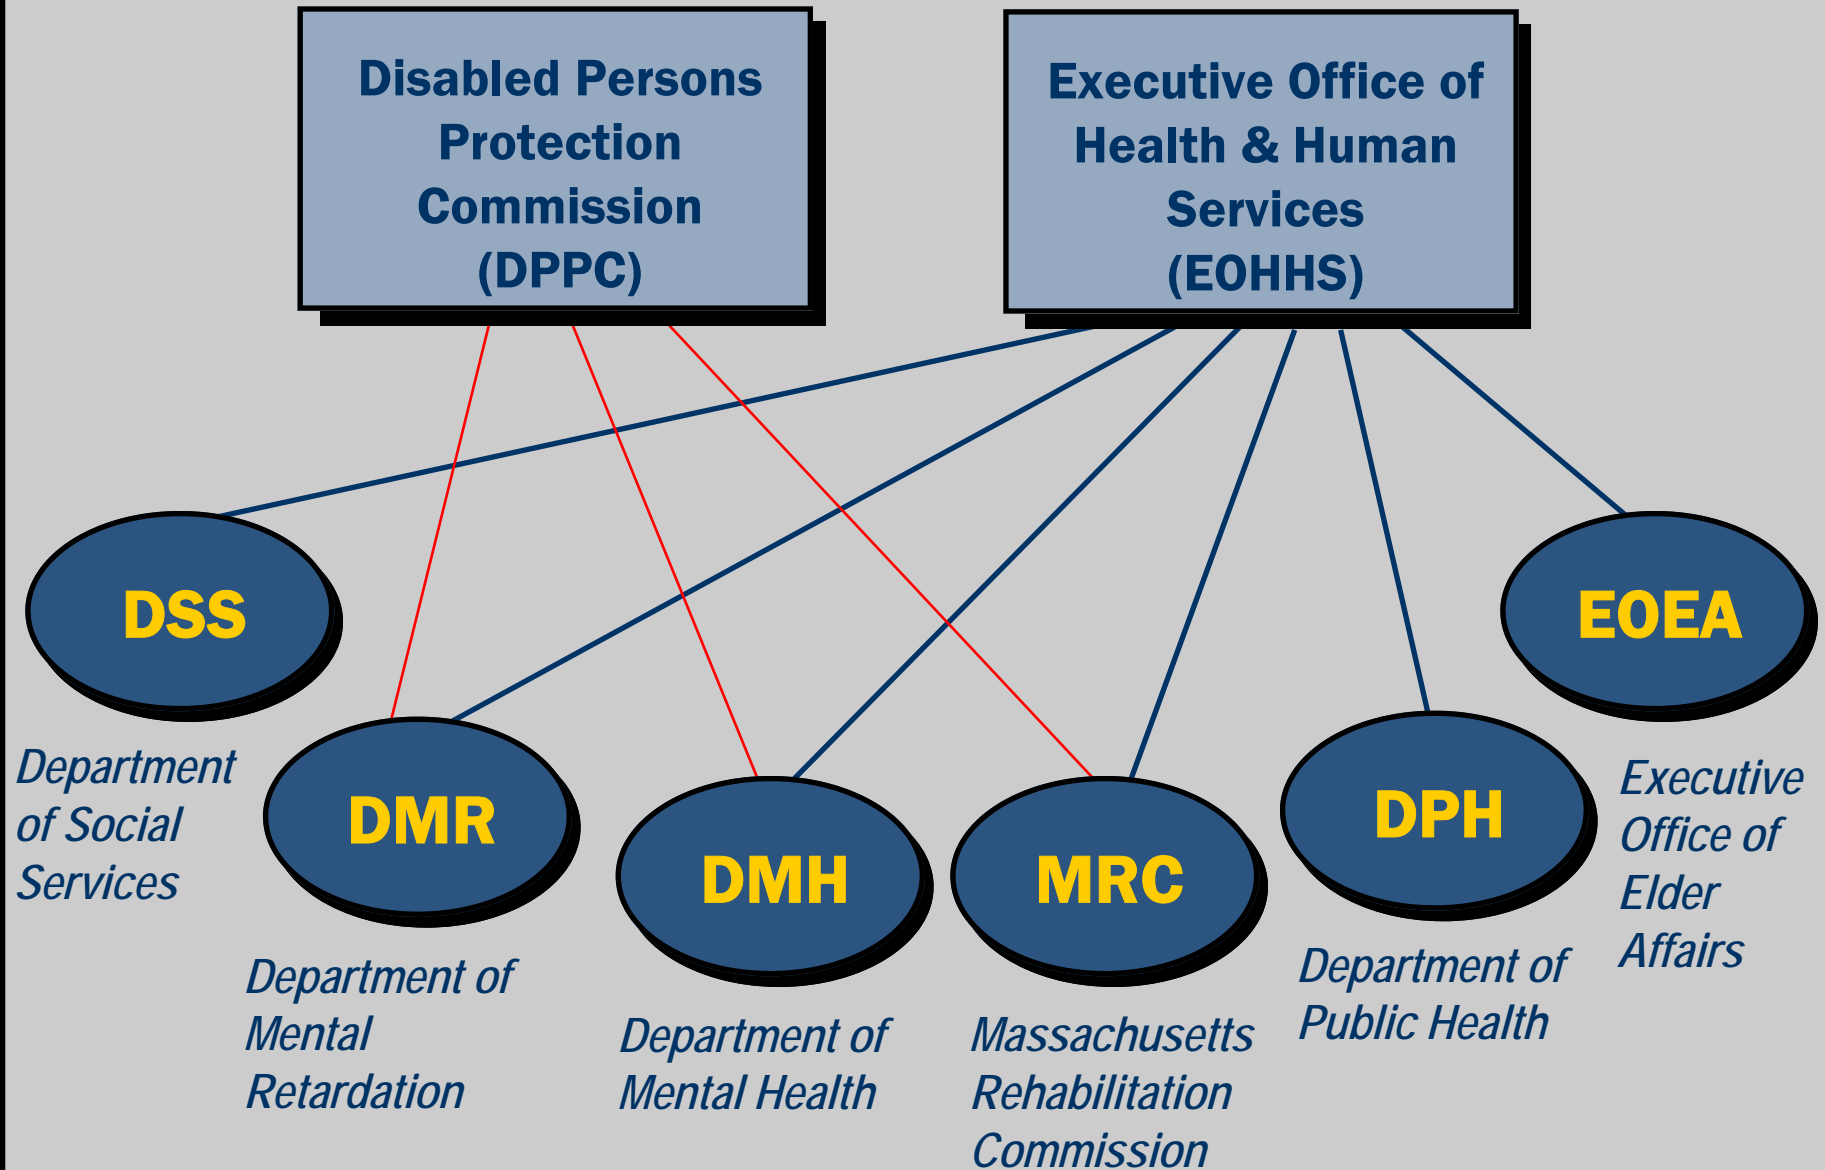 Disabled Persons
Protection
Commission
(DPPC)
Executive Office of
Health & Human
Services
(EOHHS)
DSS
Department
of Social
Services
DMR
Department of
Mental
Retardation
DMH
Department of
Mental Health
MRC
Massachusetts
Rehabilitation
Commission
DPH
Department of
Public Health
EOEA
Executive
Office of
Elder
Affairs